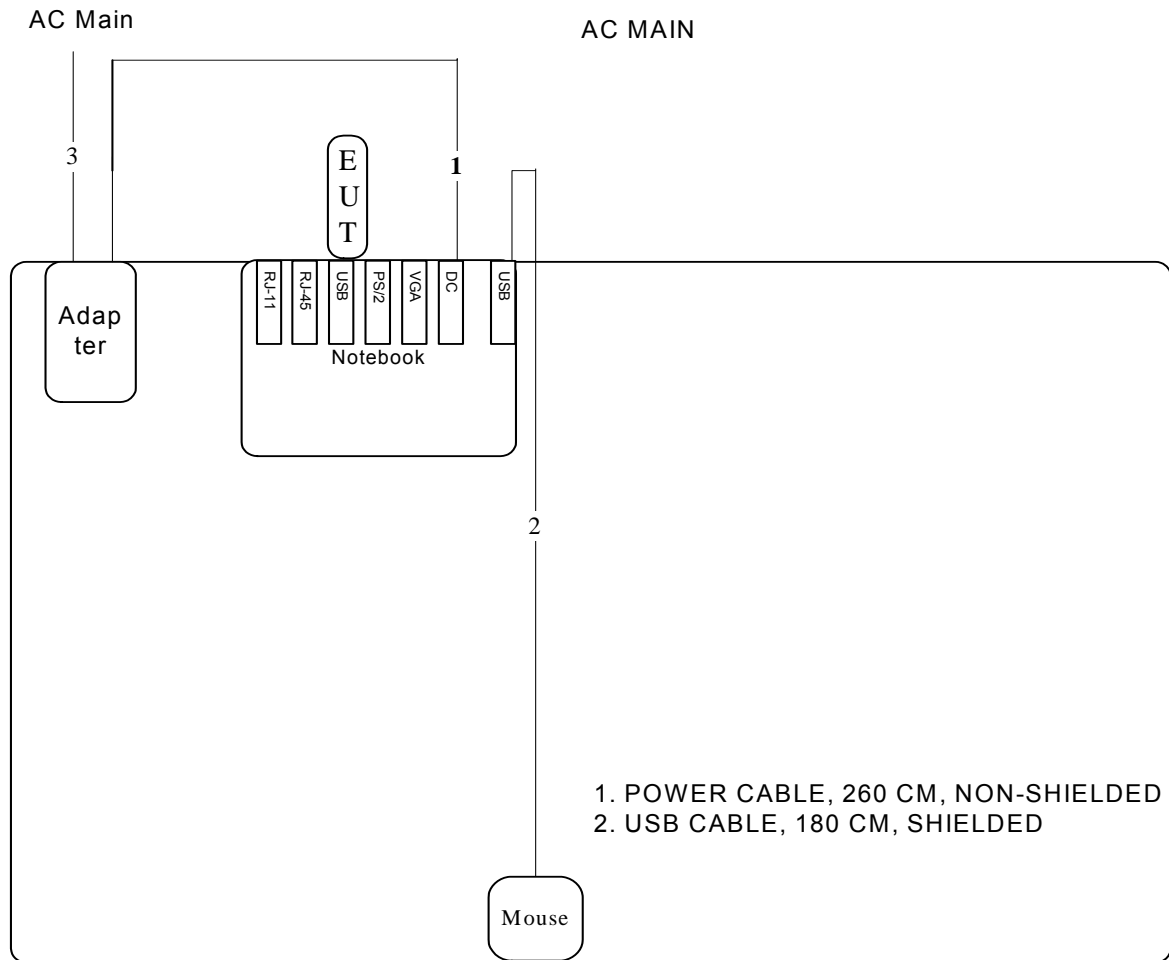 AC Main
AC MAIN
3
1
E
U
T
RJ-11
RJ-45
USB
PS/2
VGA
DC
USB
Adap
ter
Notebook
2
1. POWER CABLE, 260 CM, NON-SHIELDED
2. USB CABLE, 180 CM, SHIELDED
Mouse